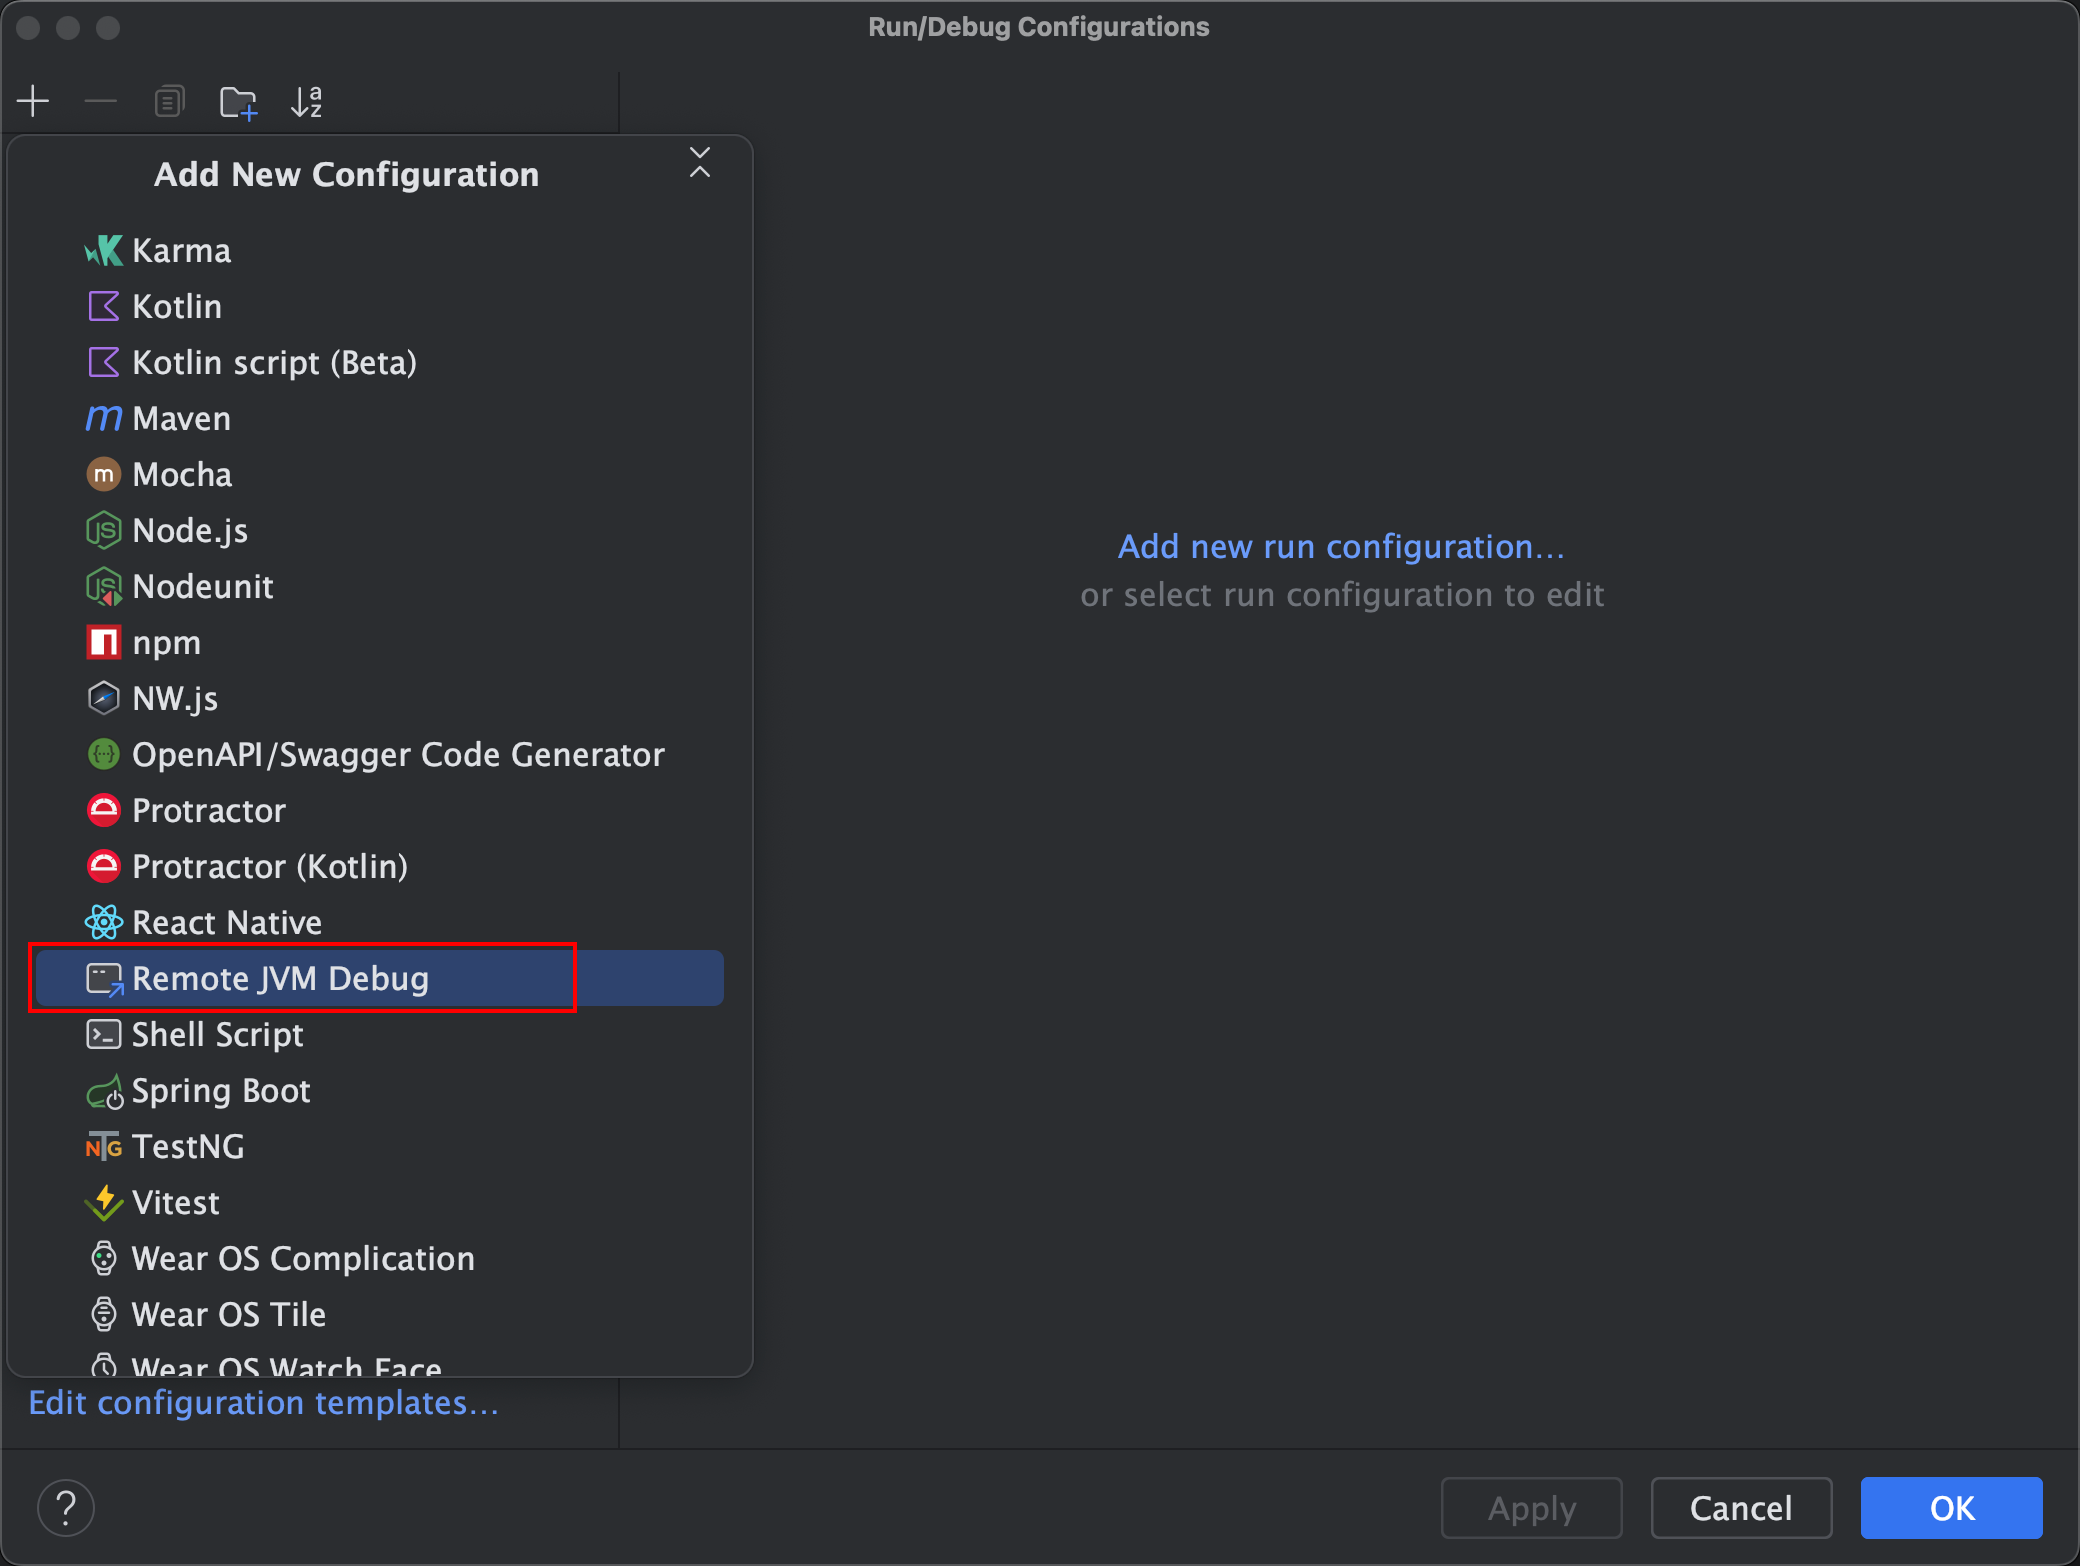 Run/Debug Configurations
Add New Configuration
Karma
Kotlin
Kotlin script (Beta)
Maven
Mocha
Node.js
Nodeunit
npm
NW.js
OpenAPI/Swagger Code Generator
Protractor
Protractor (Kotlin)
React Native
Remote JVM Debug
Shell Script
Spring Boot
TestNG
Vitest
Wear OS Complication
Wear OS Tile
Wear OS Watch Face
Edit configuration templates...
Add new run configuration...
or select run configuration to edit
?
Apply
Cancel
OK